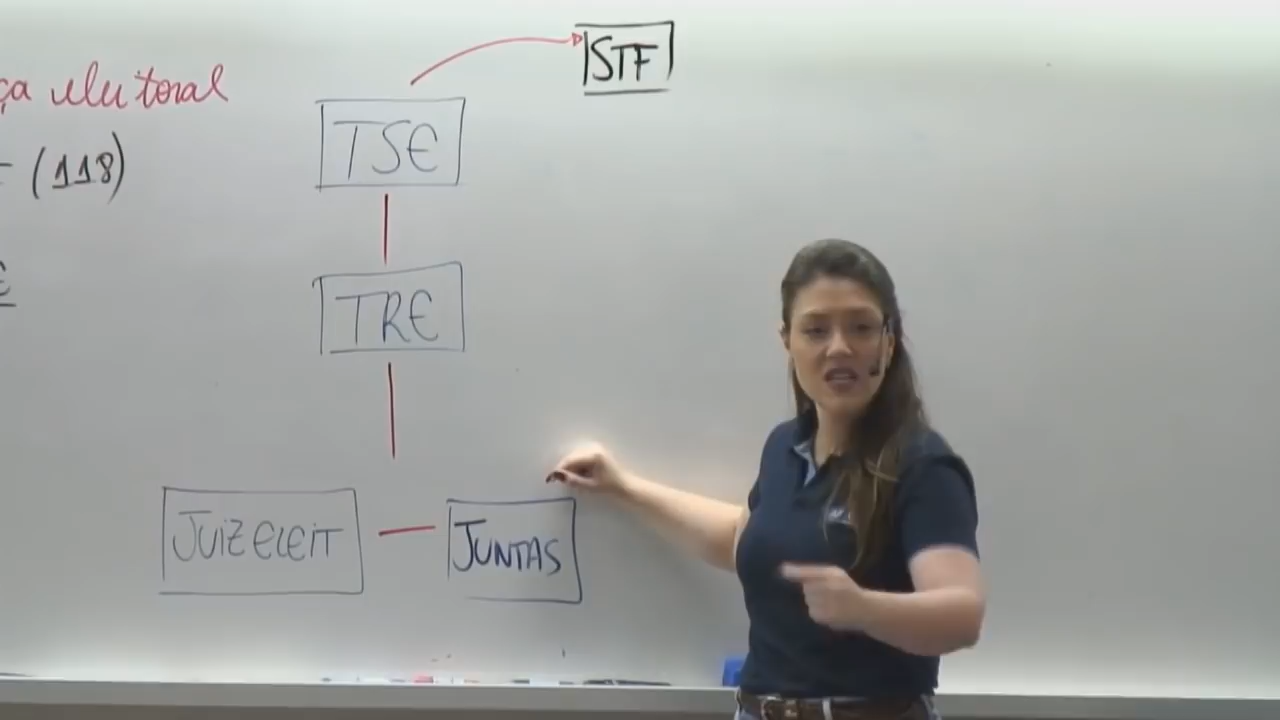 STF
ça eleitoral
TSE
(118)
TRE
JUIZ ELEIT
JUNTAS